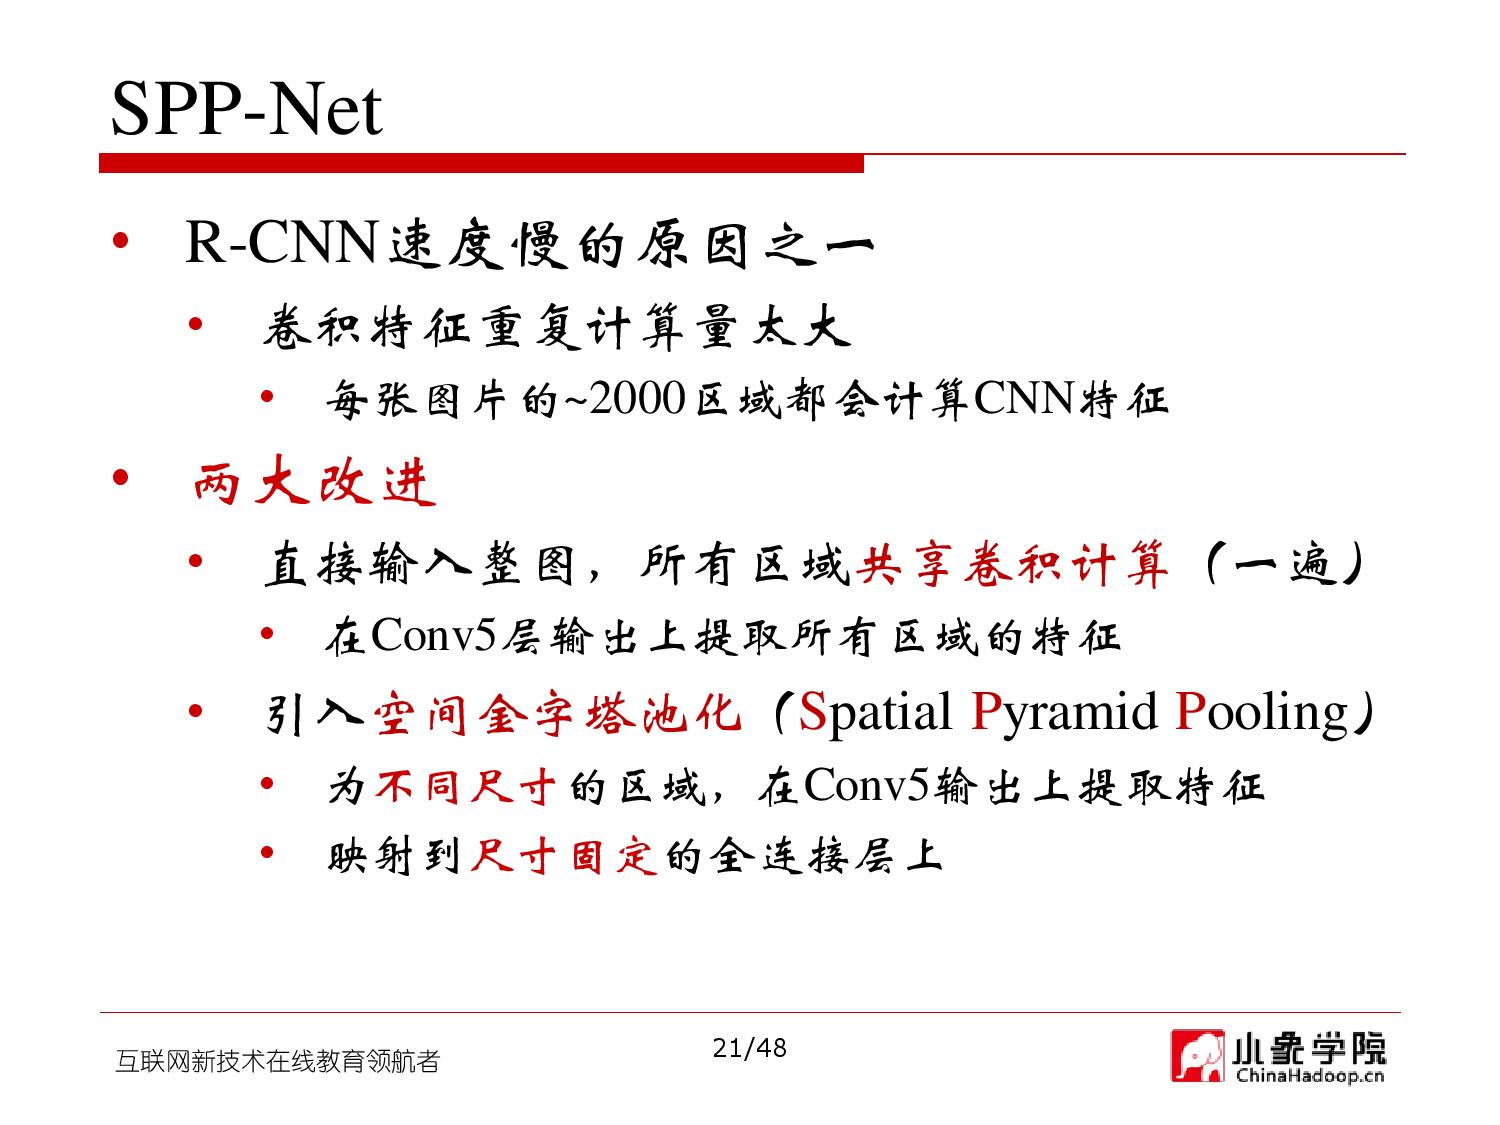 SPP-Net
• R-CNN速度慢的原因之一
• 卷积特征重复计算量太大
• 每张图片的~2000区域都会计算CNN特征
• 两大改进
• 直接输入整图，所有区域共享卷积计算（一遍）
• 在Conv5层输出上提取所有区域的特征
• 引入空间金字塔池化（Spatial Pyramid Pooling）
• 为不同尺寸的区域，在Conv5输出上提取特征
• 映射到尺寸固定的全连接层上
互联网新技术在线教育领航者
21/48
小象学院
ChinaHadoop.cn